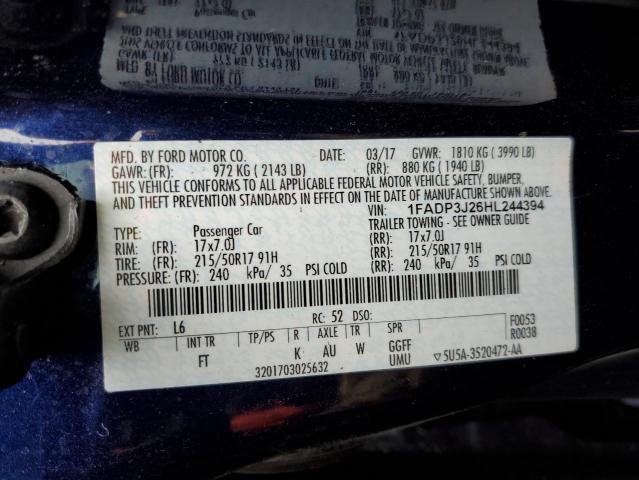 MFD. BY FORD MOTOR CO. DATE: 03/17 GVWR: 1810 KG ( 3990 LB)
GAWR: (FR): 972 KG ( 2143 LB) (RR): 880 KG ( 1940 LB)
THIS VEHICLE CONFORMS TO ALL APPLICABLE FEDERAL MOTOR VEHICLE SAFETY, BUMPER,
AND THEFT PREVENTION STANDARDS IN EFFECT ON THE DATE OF MANUFACTURE SHOWN ABOVE.
VIN: 1FADP3J26HL244394
TYPE: Passenger Car TRAILER TOWING - SEE OWNER GUIDE
RIM: (FR): 17x7.0J (RR): 17x7.0J
TIRE: (FR): 215/50R17 91H (RR): 215/50R17 91H
PRESSURE: (FR): 240 kPa/ 35 PSI COLD (RR): 240 kPa/ 35 PSI COLD
RC: 52 DSO: F0053
EXT PNT: L6 R0038
WB INT TR TP/PS R AXLE TR SPR
FT K AU W GGFF
3201703025632 UMU 5U5A-3520472-AA